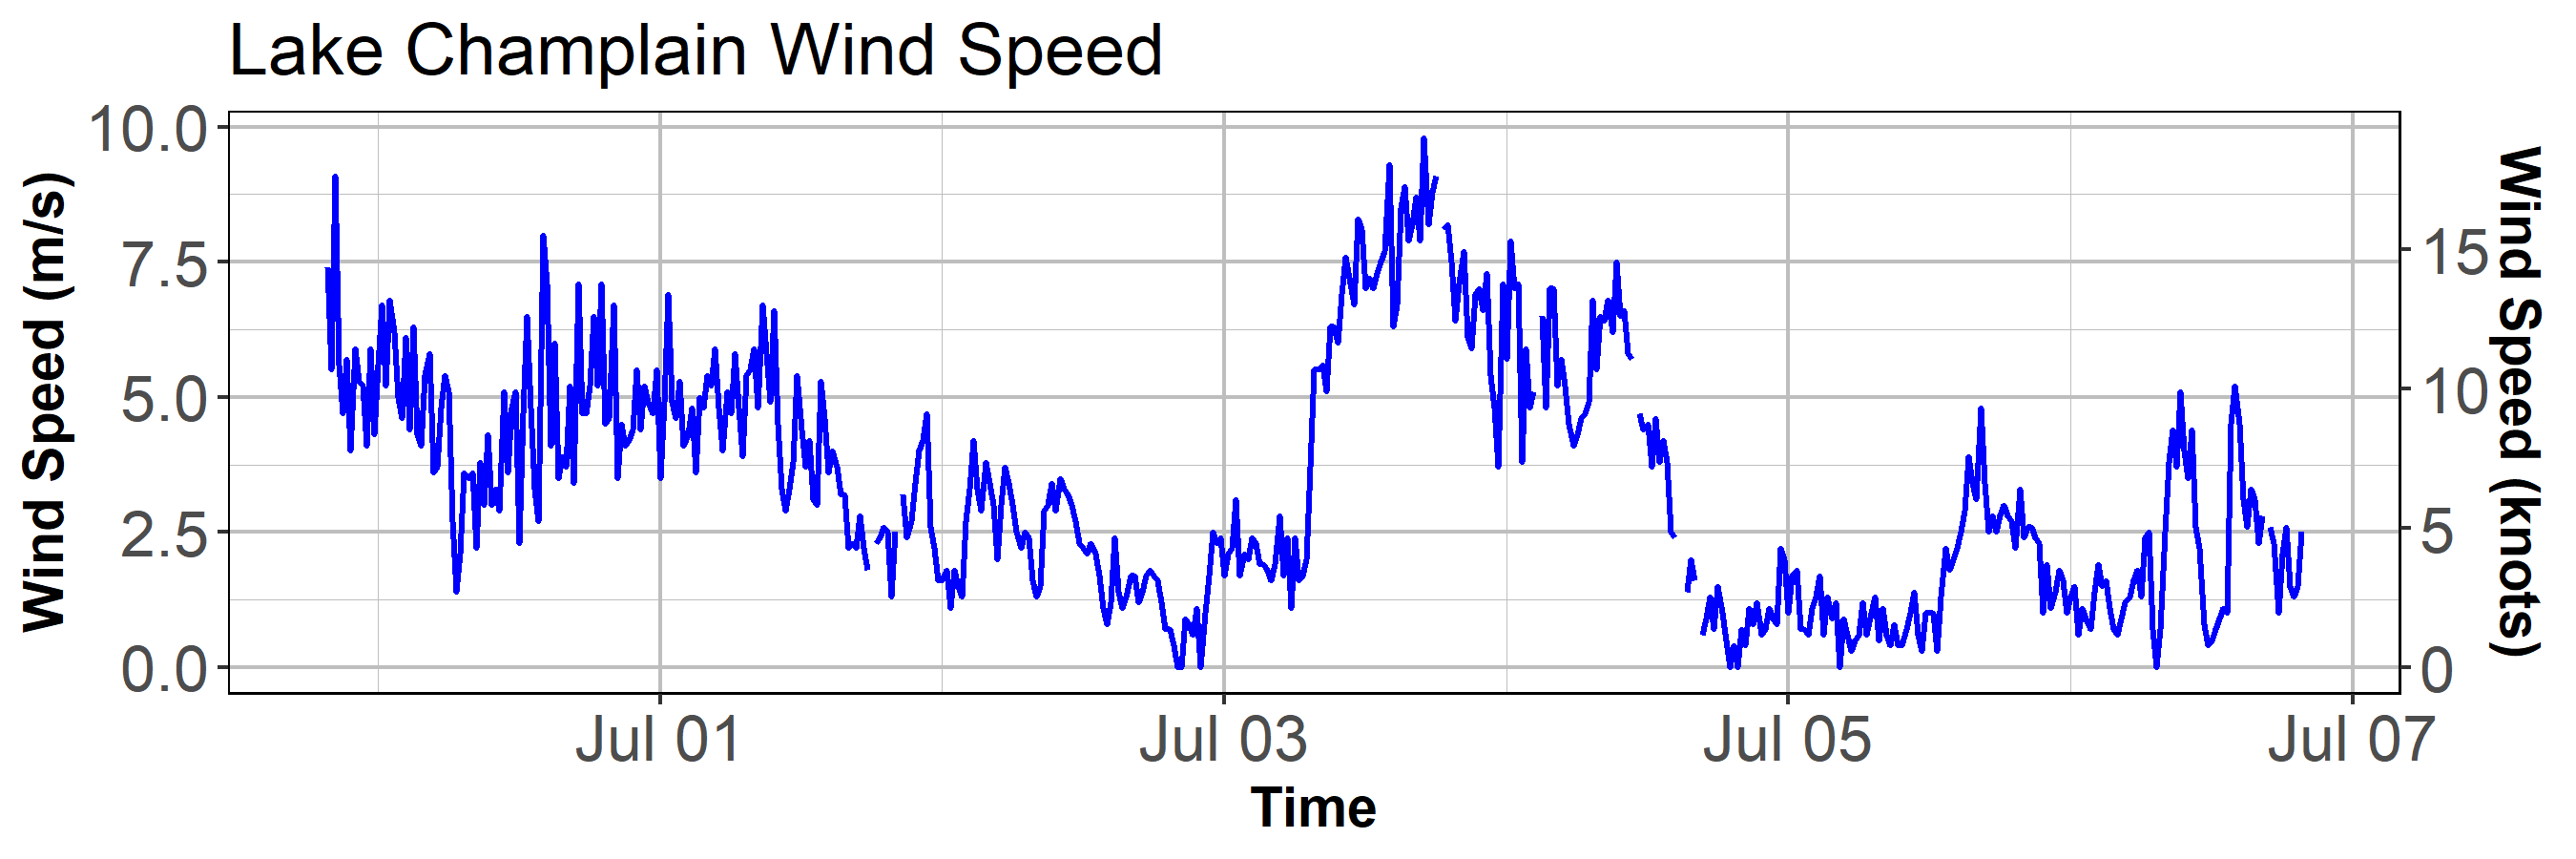 Lake Champlain Wind Speed
Wind Speed (m/s)
10.0
7.5
5.0
2.5
0.0
Wind Speed (knots)
15
10
5
0
Jul 01
Jul 03
Jul 05
Jul 07
Time